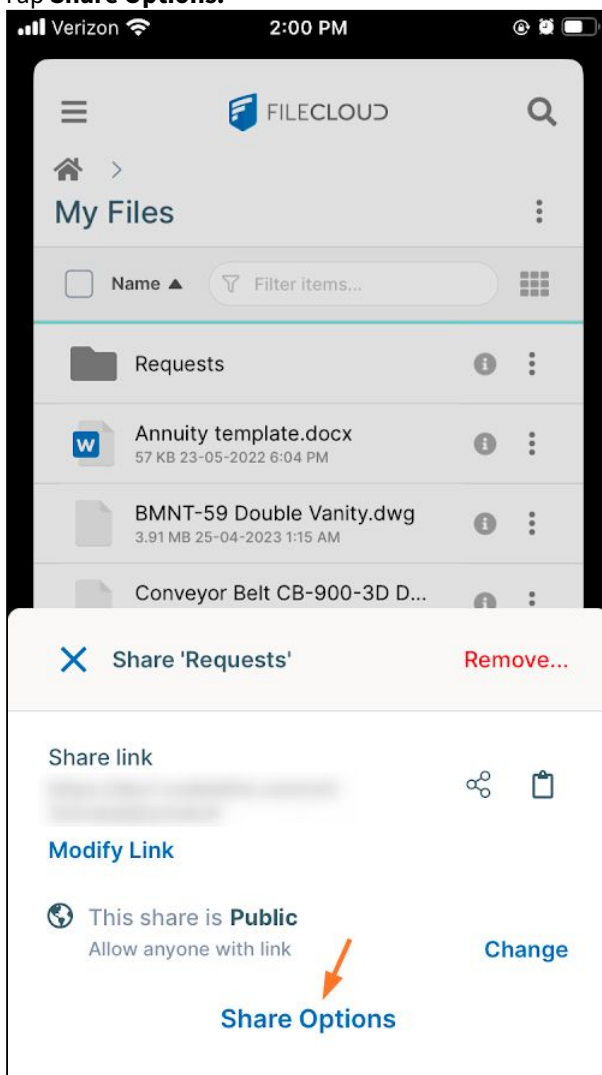 Tap Share Options.
Verizon 2:00 PM
FILECLOUD
>
My Files
Name ▲ Filter items...
Requests
Annuity template.docx
57 KB 23-05-2022 6:04 PM
BMNT-59 Double Vanity.dwg
3.91 MB 25-04-2023 1:15 AM
Conveyor Belt CB-900-3D D...
Share 'Requests' Remove...
Share link
Modify Link
This share is Public
Allow anyone with link Change
Share Options